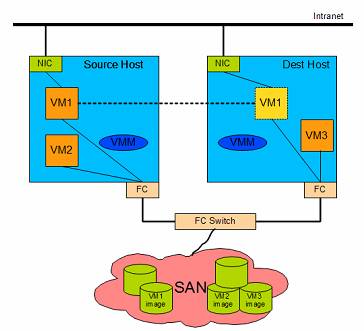 Intranet
NIC
Source Host
NIC
Dest Host
VM1
VM1
VM2
VMM
VMM
VM3
FC
FC
FC Switch
SAN
VM1
image
VM2
image
VM3
image